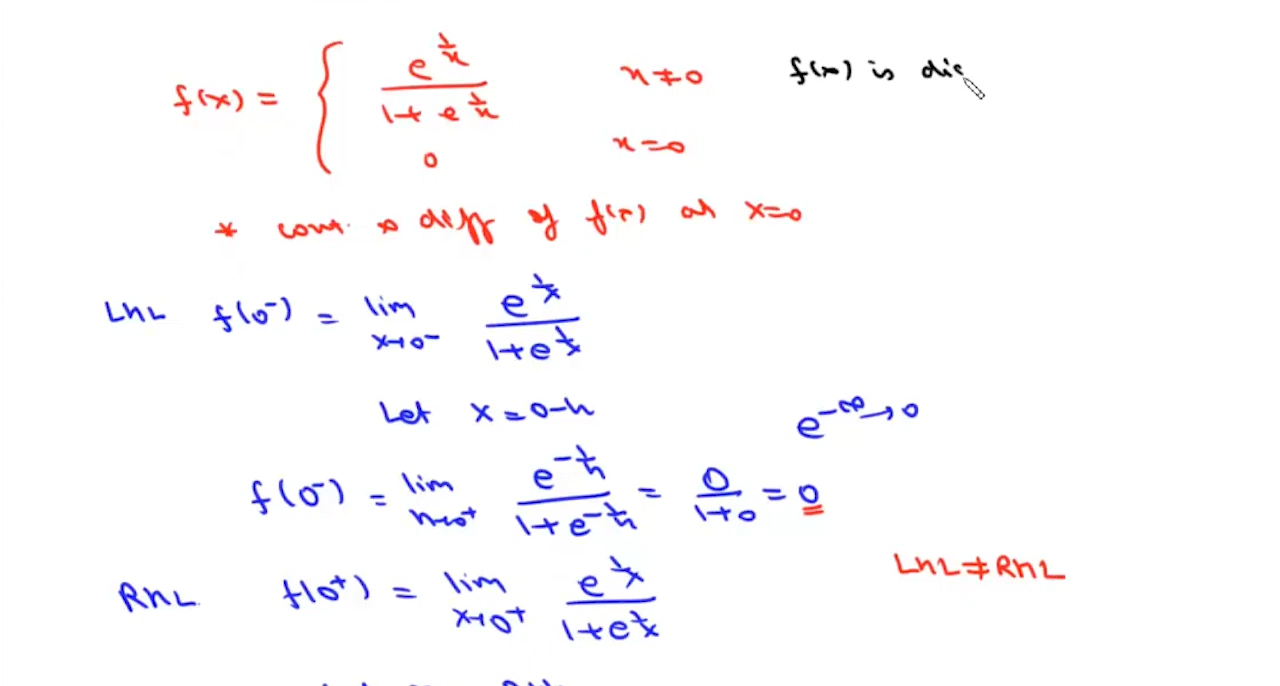 f(x) = { e^(1/x) / (1 + e^(1/x)) x ≠ 0 f(x) is dis
0 x = 0
* cont. & diff of f(x) at x=0
LHL f(0⁻) = lim x→0⁻ e^(1/x) / (1+e^(1/x))
Let x = 0-h
e^(-∞) → 0
f(0⁻) = lim h→0⁺ e^(-1/h) / (1+e^(-1/h)) = 0/(1+0) = 0
LHL ≠ RHL
RHL f(0⁺) = lim x→0⁺ e^(1/x) / (1+e^(1/x))